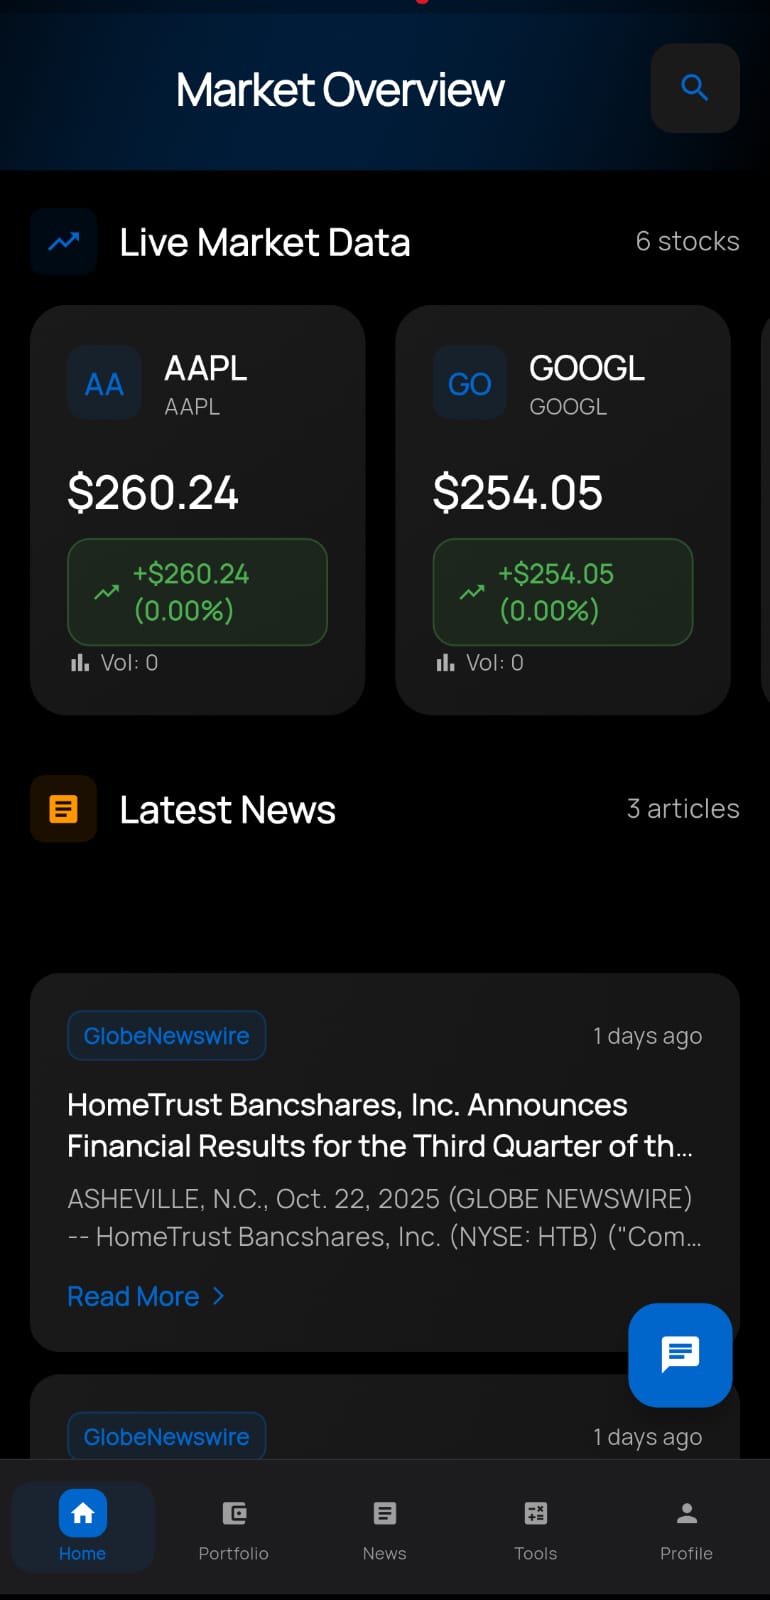 Market Overview
Live Market Data
6 stocks
AA
AAPL
AAPL
$260.24
+$260.24
(0.00%)
Vol: 0
GO
GOOGL
GOOGL
$254.05
+$254.05
(0.00%)
Vol: 0
Latest News
3 articles
GlobeNewswire
1 days ago
HomeTrust Bancshares, Inc. Announces
Financial Results for the Third Quarter of th...
ASHEVILLE, N.C., Oct. 22, 2025 (GLOBE NEWSWIRE)
-- HomeTrust Bancshares, Inc. (NYSE: HTB) ("Com...
Read More
GlobeNewswire
1 days ago
Home
Portfolio
News
Tools
Profile